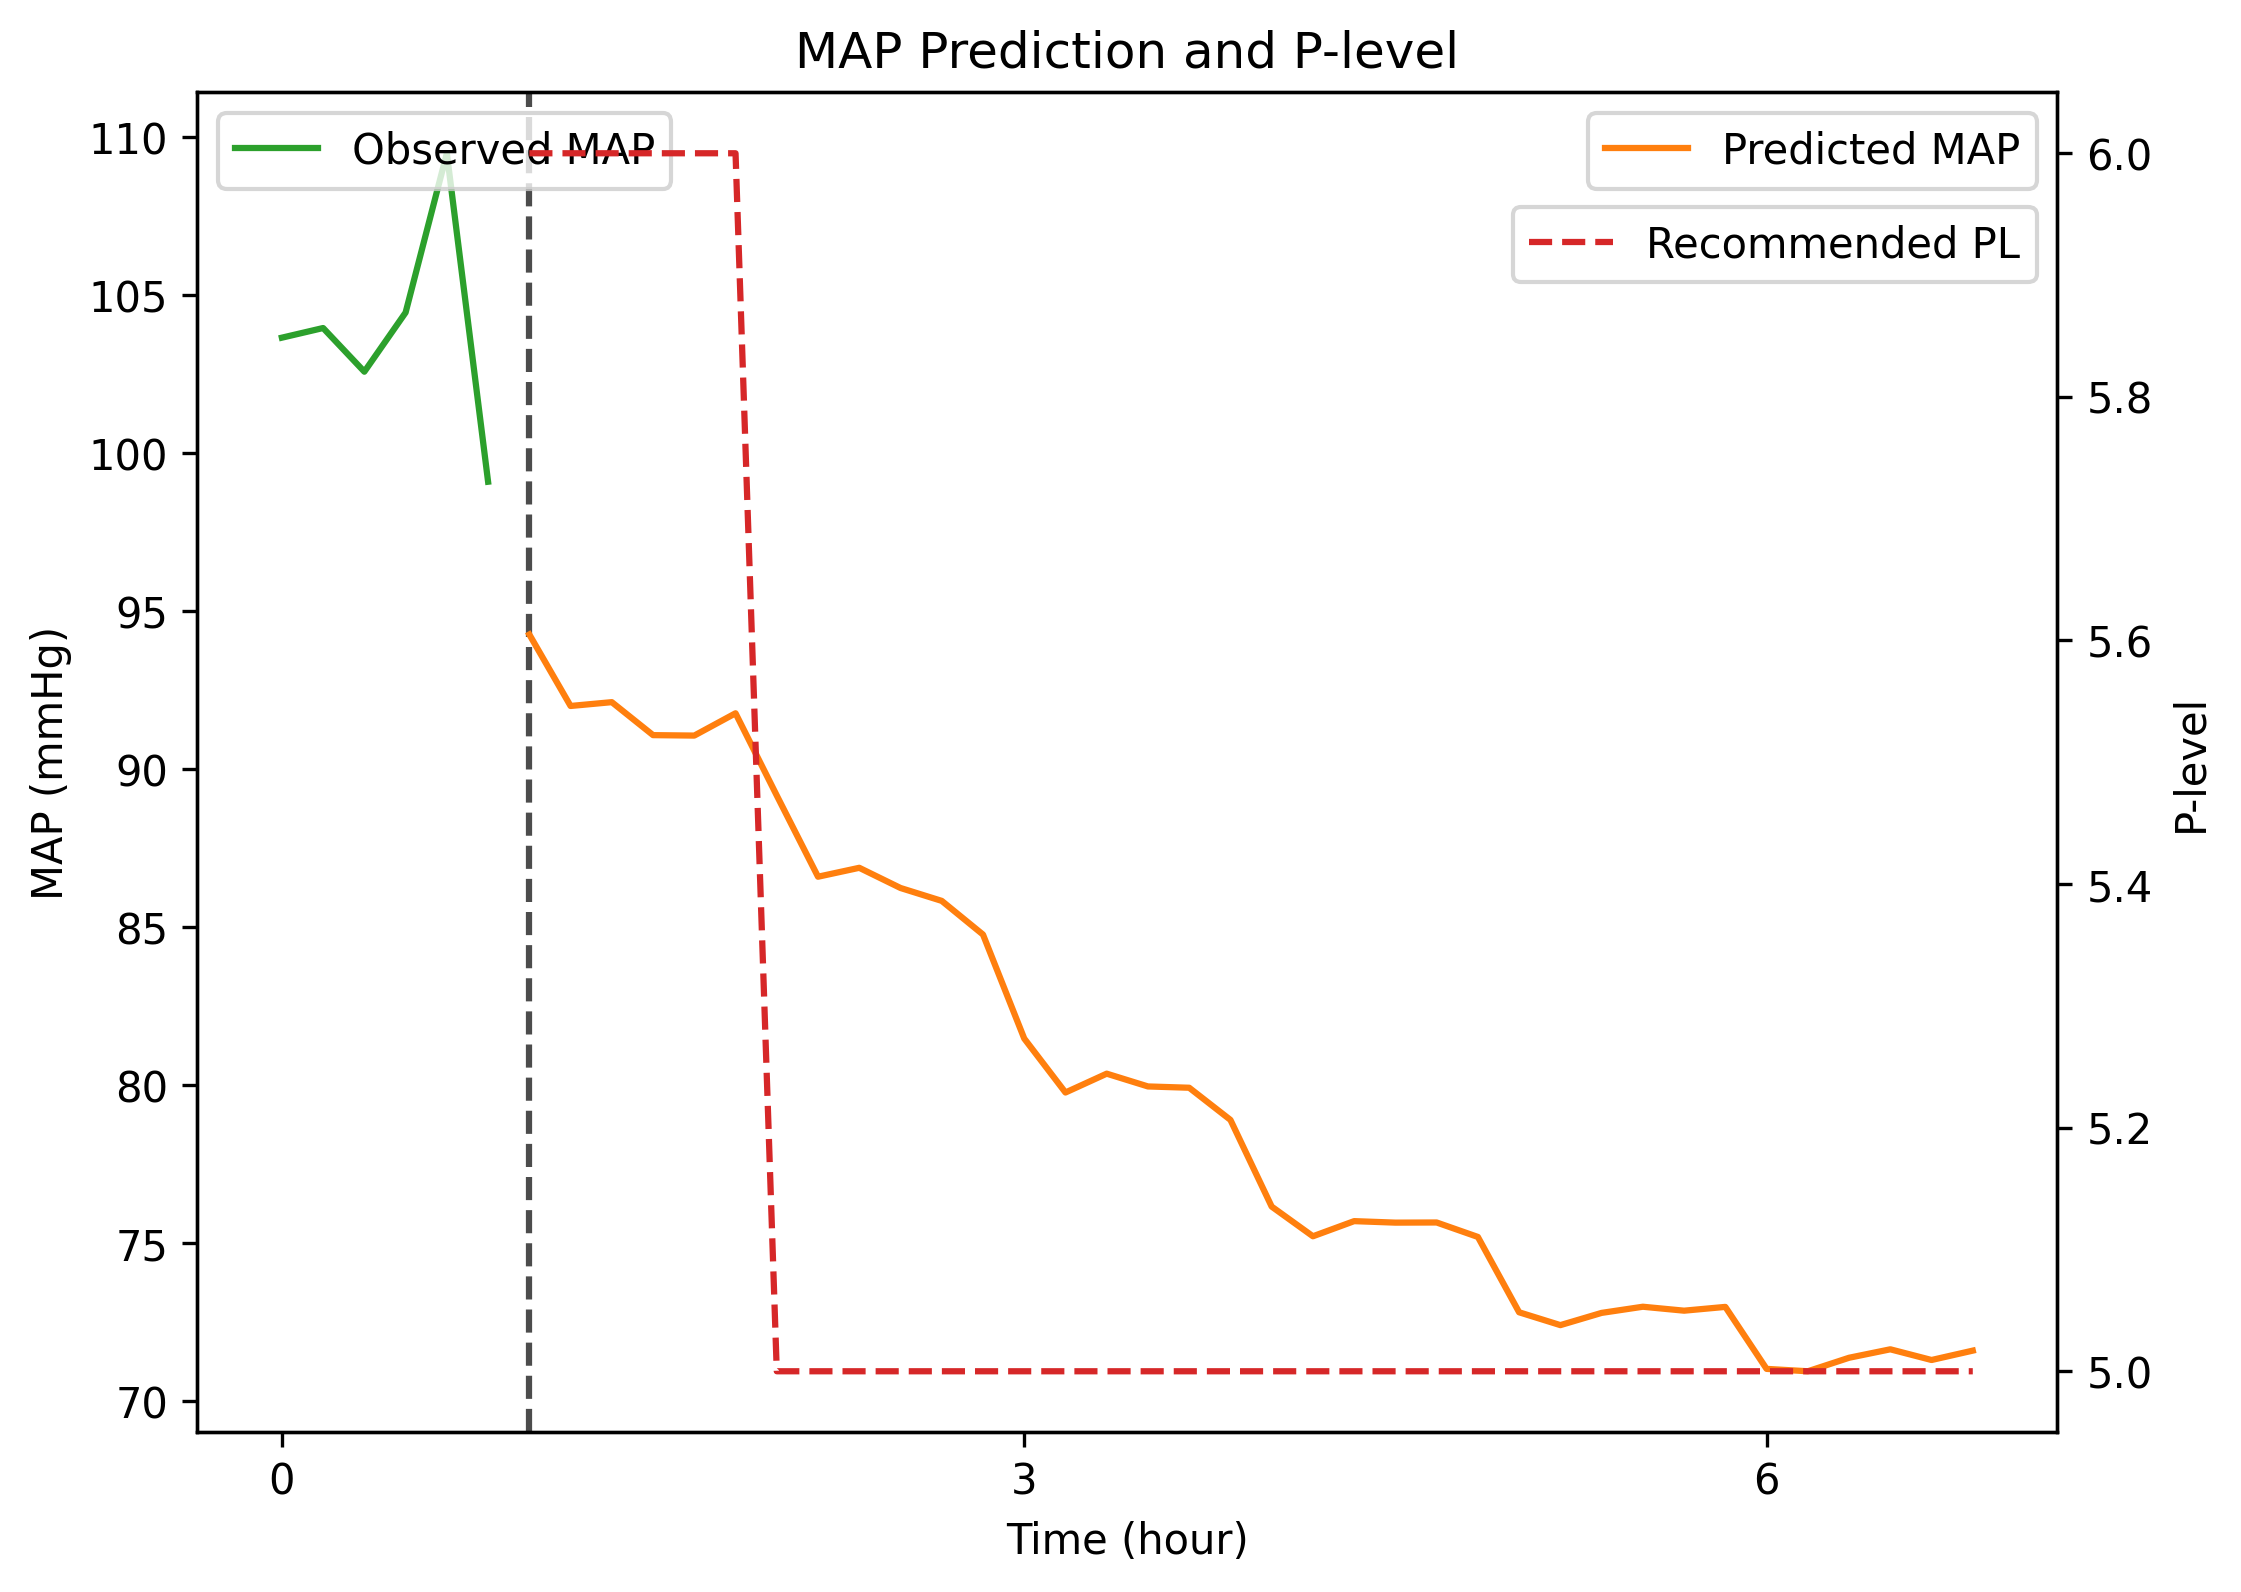 MAP Prediction and P-level
Observed MAP
Predicted MAP
Recommended PL
110
105
100
95
90
85
80
75
70
MAP (mmHg)
6.0
5.8
5.6
5.4
5.2
5.0
P-level
0 3 6
Time (hour)